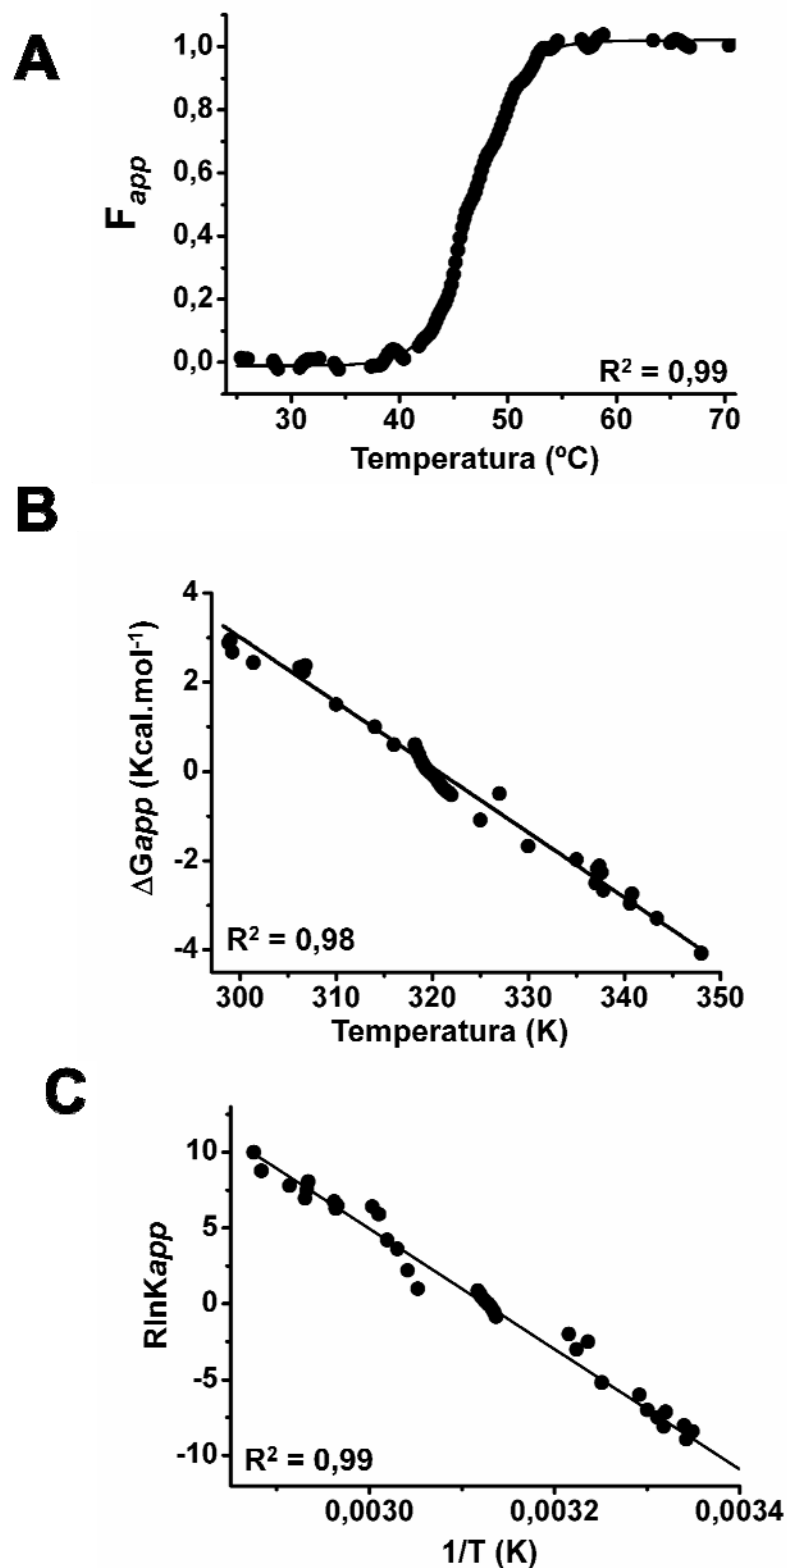 A
1,0
0,8
0,6
0,4
0,2
0,0
Fapp
R² = 0,99
30 40 50 60 70
Temperatura (ºC)
B
4
2
0
-2
-4
ΔGapp (Kcal.mol⁻¹)
R² = 0,98
300 310 320 330 340 350
Temperatura (K)
C
10
5
0
-5
-10
RlnKapp
R² = 0,99
0,0030 0,0032 0,0034
1/T (K)